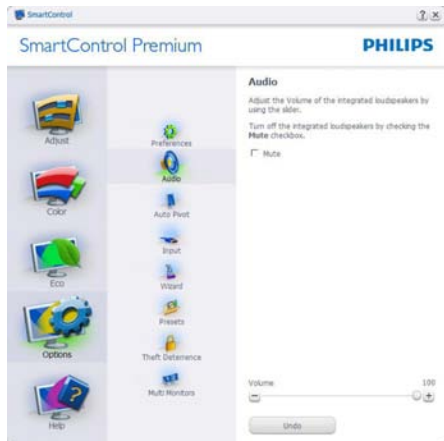 SmartControl
SmartControl Premium
PHILIPS
Adjust
Color
Eco
Options
Help
Preferences
Audio
Auto Pivot
Input
Wizard
Presets
Theft Deterrence
Multi Monitors
Audio
Adjust the Volume of the integrated loudspeakers by
using the slider.
Turn off the integrated loudspeakers by checking the
Mute checkbox.
Mute
Volume
100
Undo